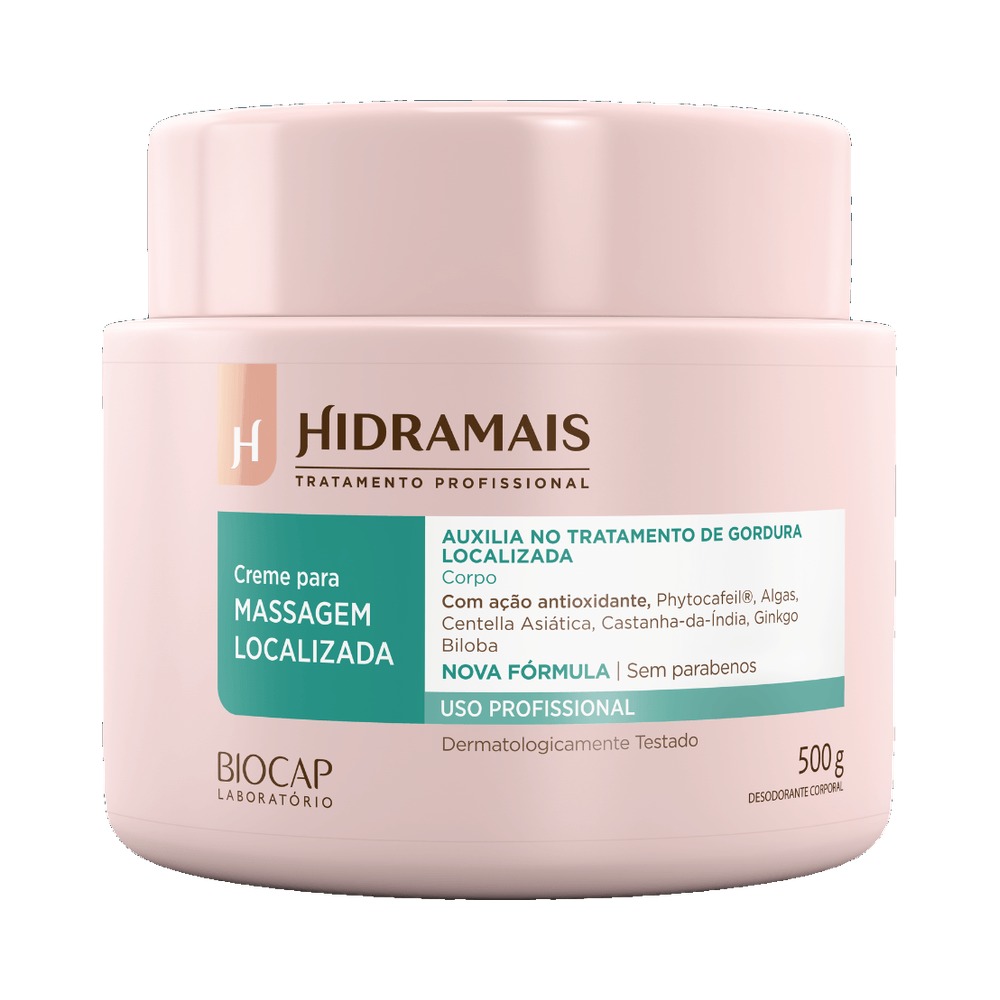 H
HIDRAMAIS
TRATAMENTO PROFISSIONAL
Creme para
MASSAGEM
LOCALIZADA
AUXILIA NO TRATAMENTO DE GORDURA
LOCALIZADA
Corpo
Com ação antioxidante, Phytocafeil®, Algas,
Centella Asiática, Castanha-da-Índia, Ginkgo
Biloba
NOVA FÓRMULA | Sem parabenos
USO PROFISSIONAL
Dermatologicamente Testado
BIOCAP
LABORATÓRIO
500 g
DESODORANTE CORPORAL